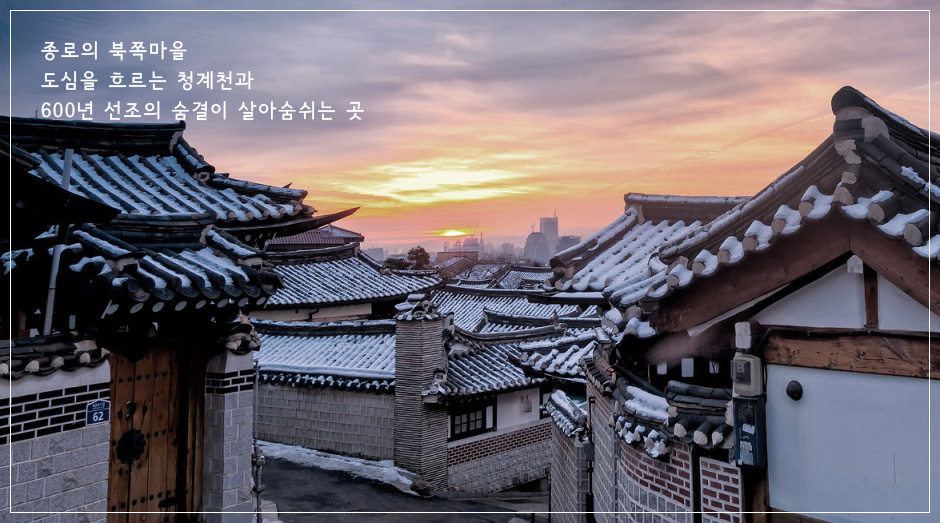 종로의 북쪽마을
도심을 흐르는 청계천과
600년 선조의 숨결이 살아숨쉬는 곳
62